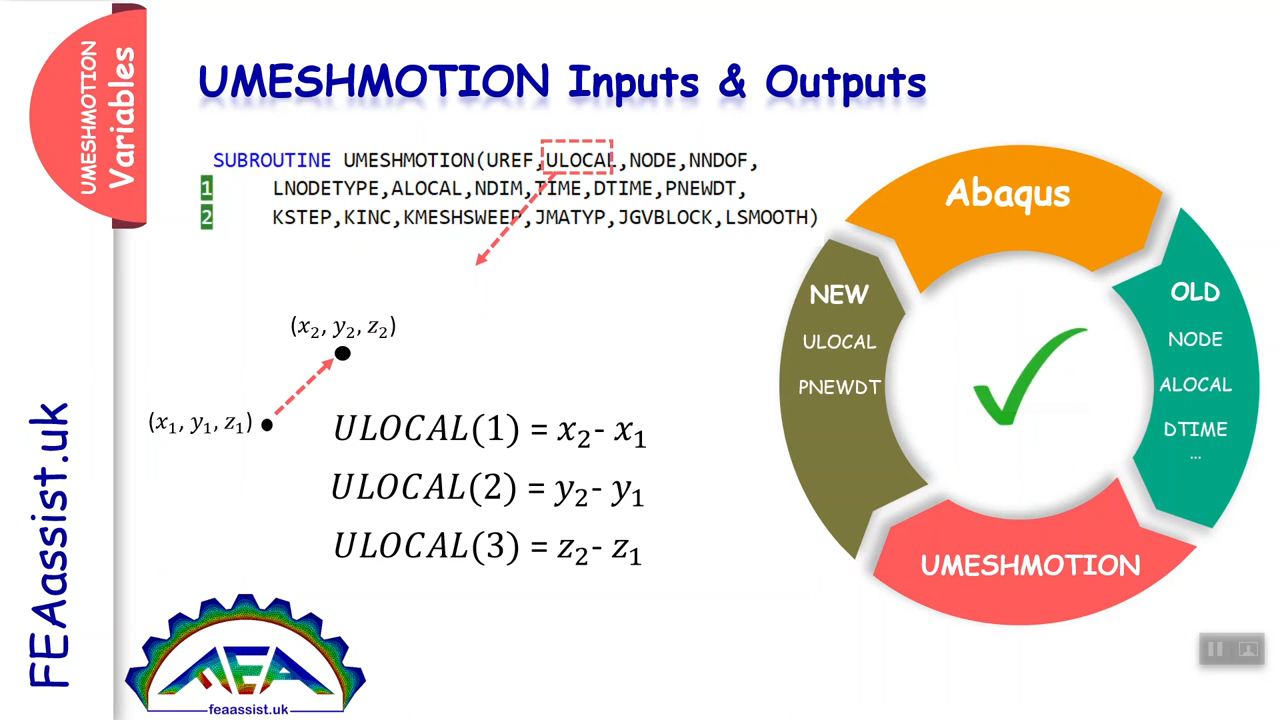 UMESHMOTION
Variables
UMESHMOTION Inputs & Outputs
SUBROUTINE UMESHMOTION(UREF,ULOCAL,NODE,NNDOF,
1 LNODETYPE,ALOCAL,NDIM,TIME,DTIME,PNEWDT,
2 KSTEP,KINC,KMESHSWEEP,JMATYP,JGVBLOCK,LSMOOTH)
(x₂, y₂, z₂)
(x₁, y₁, z₁)
ULOCAL(1) = x₂- x₁
ULOCAL(2) = y₂- y₁
ULOCAL(3) = z₂- z₁
Abaqus
OLD
NODE
ALOCAL
DTIME
...
UMESHMOTION
NEW
ULOCAL
PNEWDT
FEAassist.uk
FEA
feaassist.uk